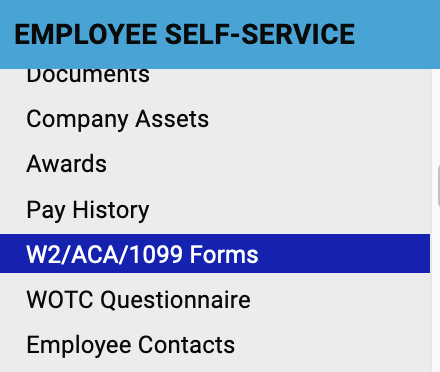 EMPLOYEE SELF-SERVICE
Documents
Company Assets
Awards
Pay History
W2/ACA/1099 Forms
WOTC Questionnaire
Employee Contacts